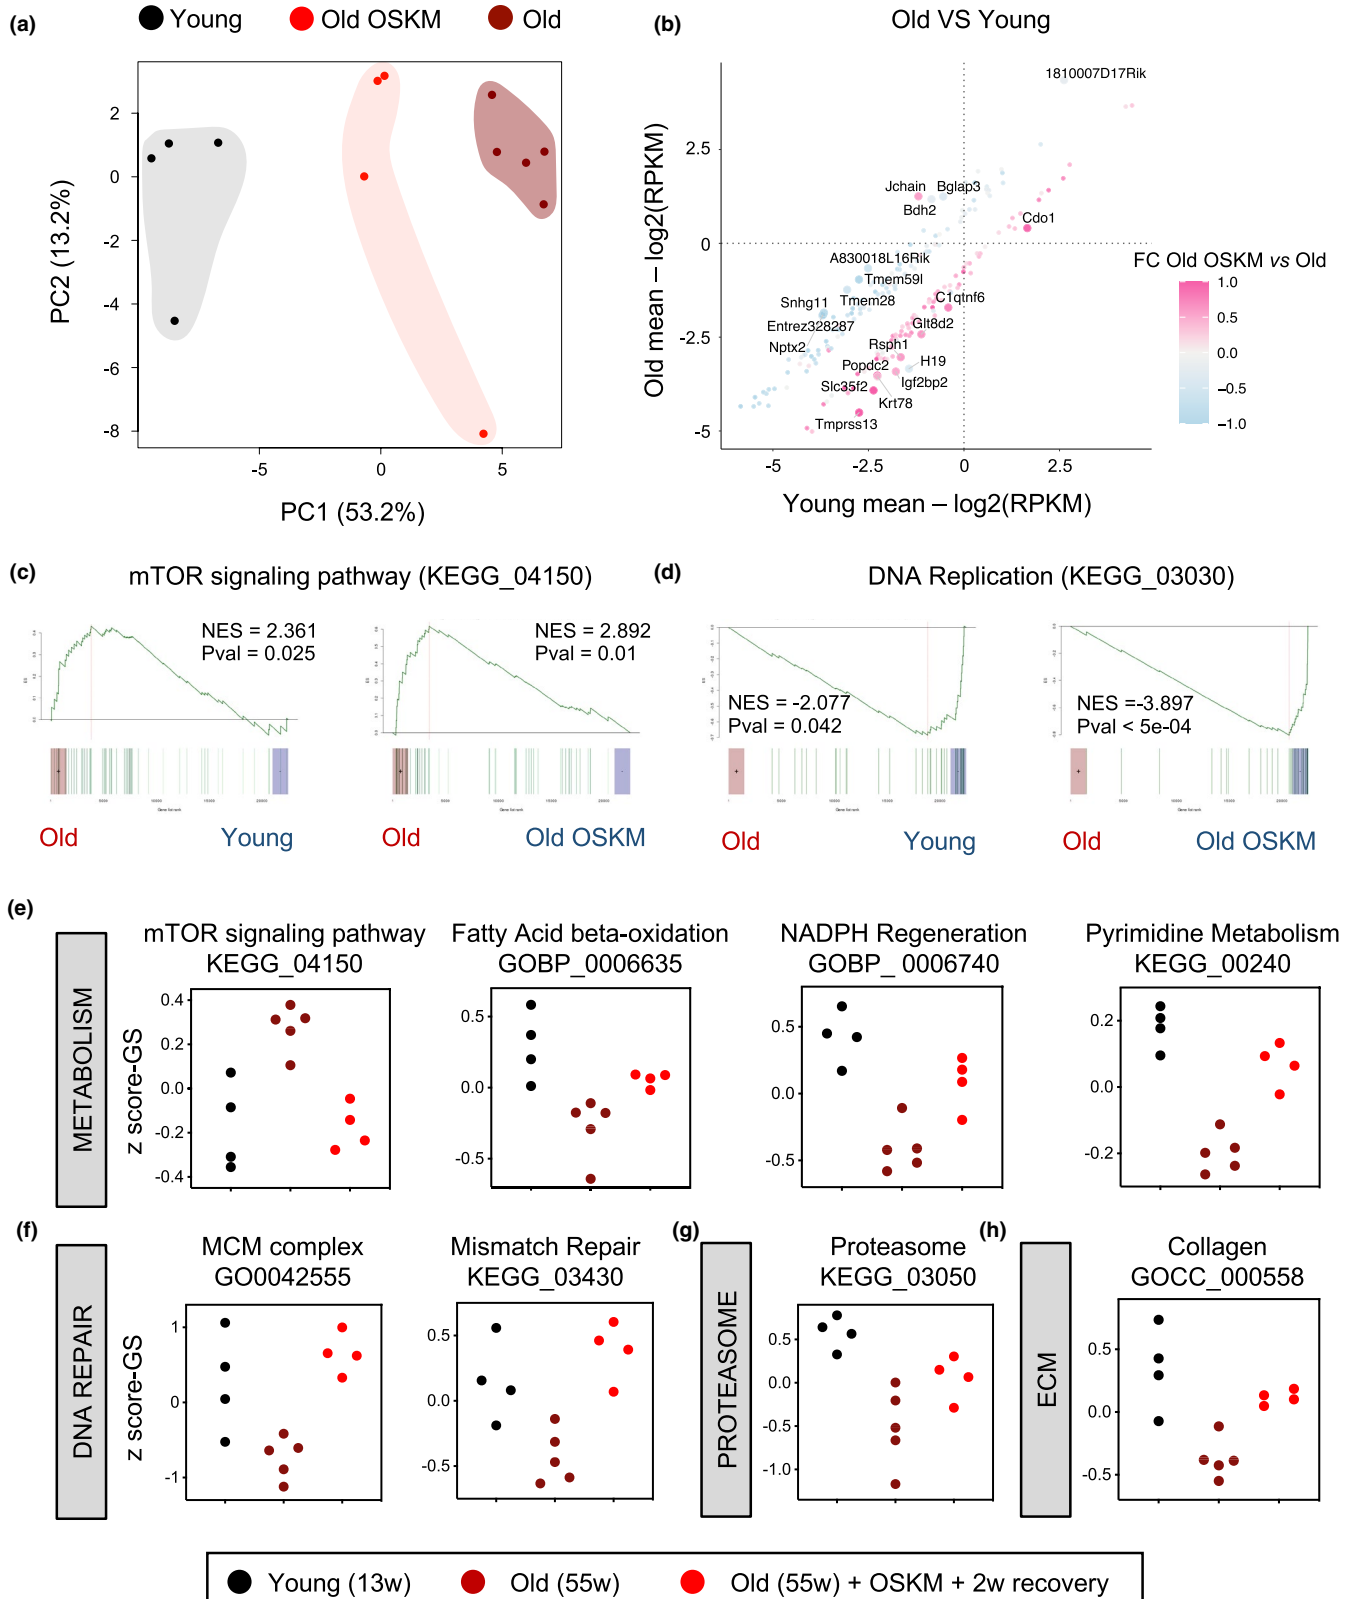 (a)
Young
Old OSKM
Old
PC2 (13.2%)
2
0
-2
-4
-6
-8
-5
0
5
PC1 (53.2%)
(b)
Old VS Young
Old mean – log2(RPKM)
2.5
0
-2.5
-5
-5
-2.5
0
2.5
Young mean – log2(RPKM)
1810007D17Rik
Jchain
Bglap3
Bdh2
Cdo1
A830018L16Rik
Tmem59l
Snhg11
Tmem28
C1qtnf6
Entrez328287
Glt8d2
Nptx2
Rsph1
Popdc2
H19
Slc35f2
Igf2bp2
Krt78
Tmprss13
FC Old OSKM vs Old
1.0
0.5
0.0
−0.5
−1.0
(c)
mTOR signaling pathway (KEGG_04150)
NES = 2.361
Pval = 0.025
Old
Young
NES = 2.892
Pval = 0.01
Old
Old OSKM
(d)
DNA Replication (KEGG_03030)
NES = -2.077
Pval = 0.042
Old
Young
NES =-3.897
Pval < 5e-04
Old
Old OSKM
(e)
METABOLISM
z score-GS
mTOR signaling pathway
KEGG_04150
0.4
0.2
0.0
-0.2
-0.4
Fatty Acid beta-oxidation
GOBP_0006635
0.5
0.0
-0.5
NADPH Regeneration
GOBP_0006740
0.5
0.0
-0.5
Pyrimidine Metabolism
KEGG_00240
0.2
0.0
-0.2
(f)
DNA REPAIR
z score-GS
MCM complex
GO0042555
1
0
-1
Mismatch Repair
KEGG_03430
0.5
0.0
-0.5
(g)
PROTEASOME
Proteasome
KEGG_03050
0.5
0.0
-0.5
-1.0
(h)
ECM
Collagen
GOCC_000558
0.5
0.0
-0.5
Young (13w)
Old (55w)
Old (55w) + OSKM + 2w recovery